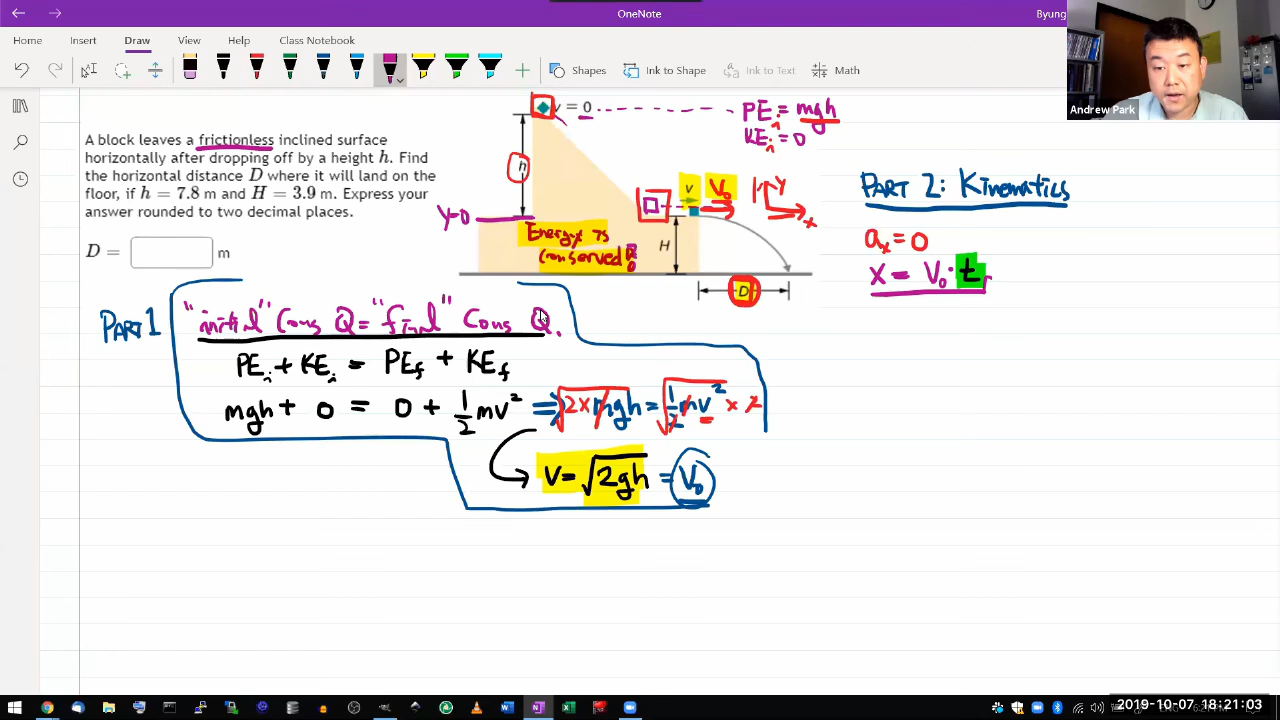 OneNote
Byung
Home Insert Draw View Help Class Notebook
Shapes Ink to Shape Ink to Text Math
Andrew Park
A block leaves a frictionless inclined surface
horizontally after dropping off by a height h. Find
the horizontal distance D where it will land on the
floor, if h = 7.8 m and H = 3.9 m. Express your
answer rounded to two decimal places.
D = m
v = 0
h
y=0
Energy is
conserved
v
V₀
H
D
y
x
PEᵢ = mgh
KEᵢ = 0
PART 1
"initial" Cons Q = "final" Cons Q.
PEᵢ + KEᵢ = PE_f + KE_f
mgh + 0 = 0 + 1/2 mv² ⇒ √2×mgh = √1/2 mv² × 2
V = √2gh = V₀
PART 2: Kinematics
aₓ = 0
x = V₀ · t
2019-10-07 18:21:03